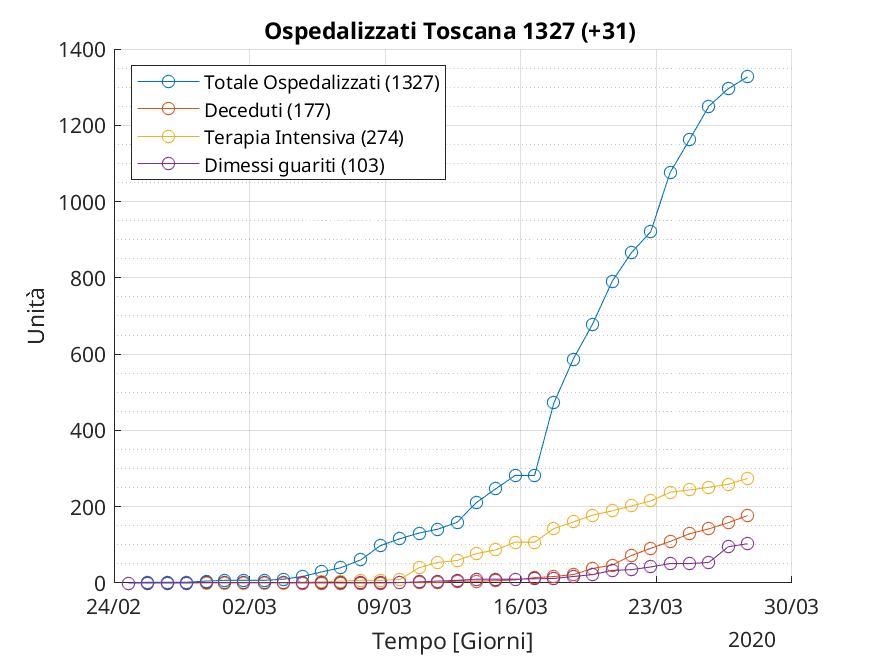 Ospedalizzati Toscana 1327 (+31)
1400
1200
1000
800
600
400
200
0
Unità
Totale Ospedalizzati (1327)
Deceduti (177)
Terapia Intensiva (274)
Dimessi guariti (103)
24/02 02/03 09/03 16/03 23/03 30/03
Tempo [Giorni]
2020